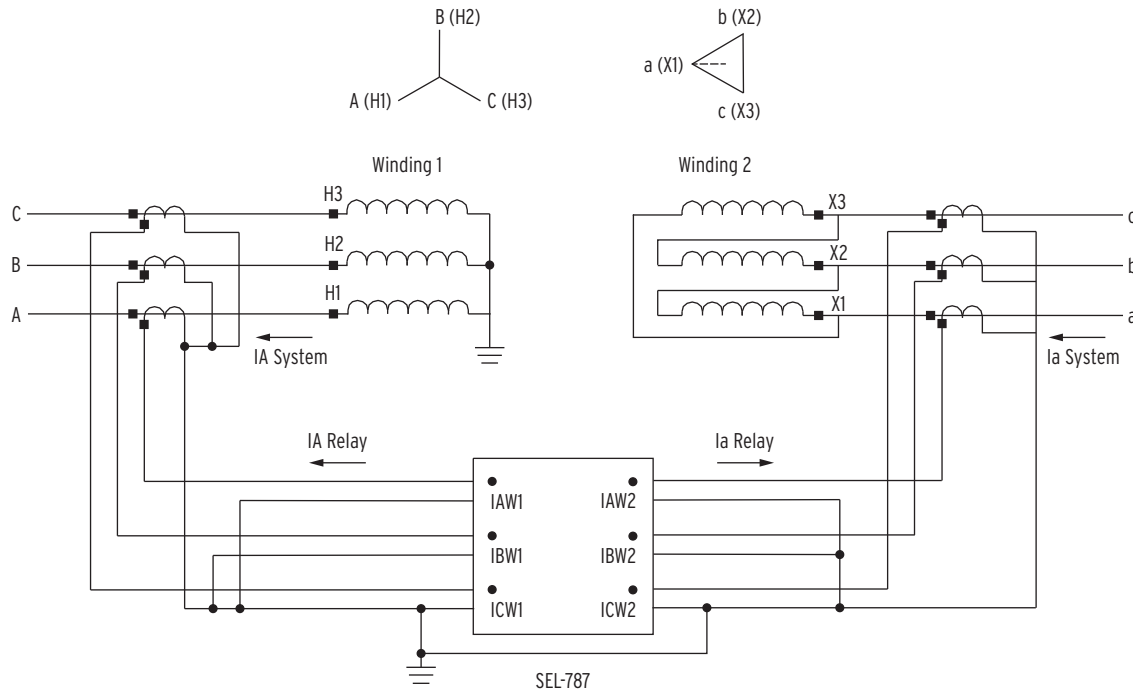 B (H2)
A (H1)
C (H3)
b (X2)
a (X1)
c (X3)
Winding 1
Winding 2
C
H3
X3
c
B
H2
X2
b
A
H1
X1
a
IA System
Ia System
IA Relay
Ia Relay
IAW1
IAW2
IBW1
IBW2
ICW1
ICW2
SEL-787